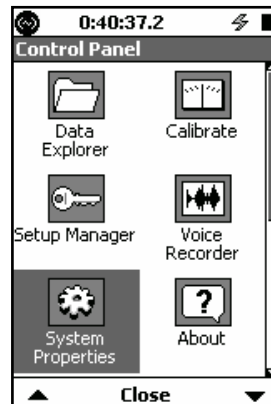 0:40:37.2
Control Panel
Data
Explorer
Calibrate
Setup Manager
Voice
Recorder
System
Properties
About
Close